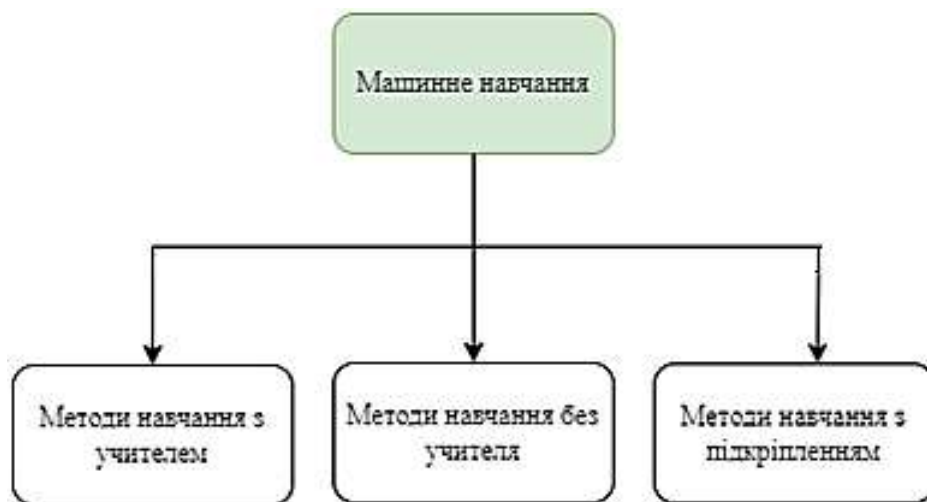 Машинне навчання
Методи навчання з
учителем
Методи навчання без
учителя
Методи навчання з
підкріпленням